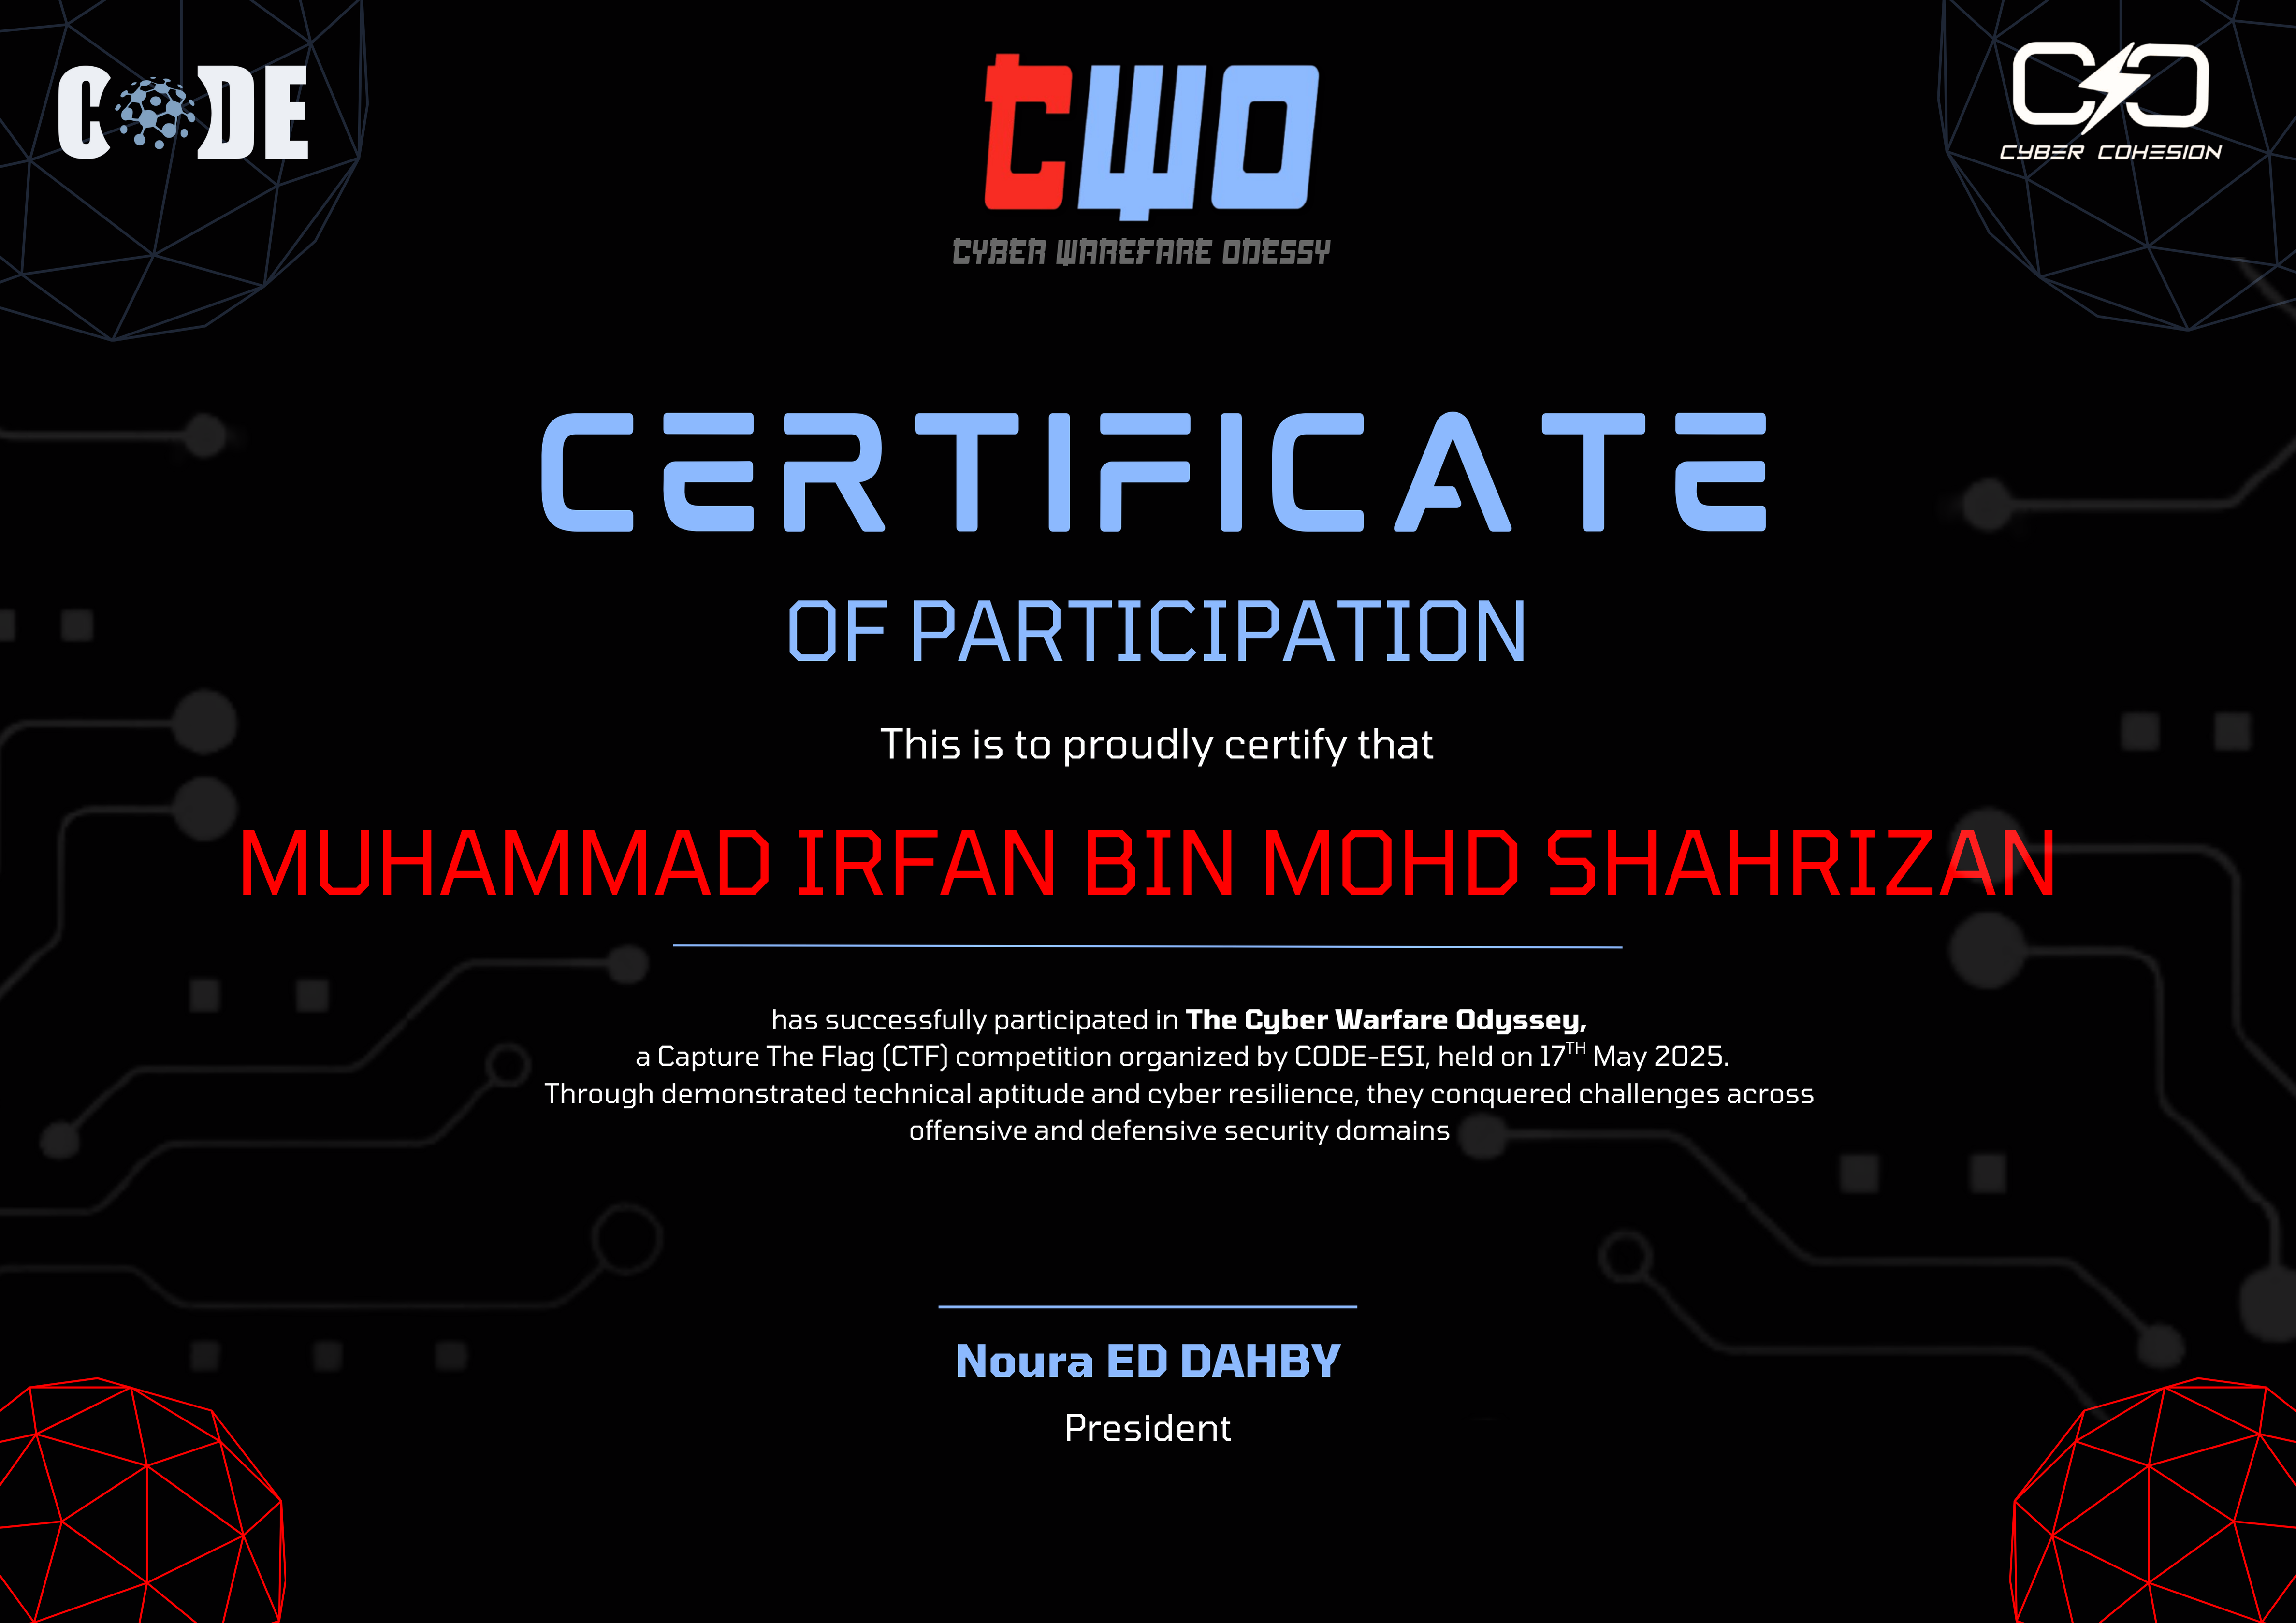 CODE
CWO
CYBER WAREFARE ODESSY
CYBER COHESION
CERTIFICATE
OF PARTICIPATION
This is to proudly certify that
MUHAMMAD IRFAN BIN MOHD SHAHRIZAN
has successfully participated in The Cyber Warfare Odyssey,
a Capture The Flag (CTF) competition organized by CODE-ESI, held on 17TH May 2025.
Through demonstrated technical aptitude and cyber resilience, they conquered challenges across
offensive and defensive security domains
Noura ED DAHBY
President